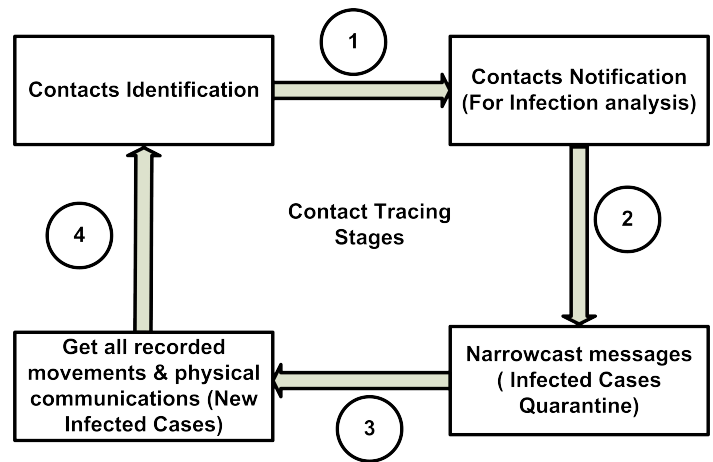 1
Contacts Identification
Contacts Notification
(For Infection analysis)
Contact Tracing
Stages
4
2
Get all recorded
movements & physical
communications (New
Infected Cases)
Narrowcast messages
( Infected Cases
Quarantine)
3